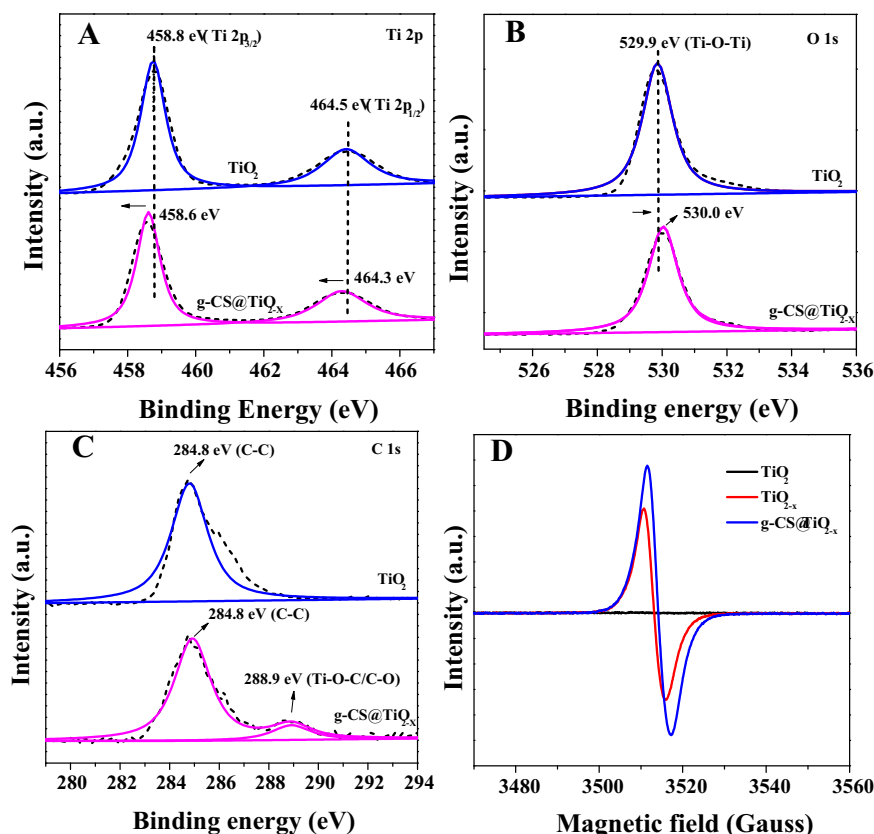 A
458.8 eV( Ti 2p3/2)
Ti 2p
464.5 eV( Ti 2p1/2)
TiO2
458.6 eV
464.3 eV
g-CS@TiO2-X
Intensity (a.u.)
456 458 460 462 464 466
Binding Energy (eV)
B
529.9 eV (Ti-O-Ti)
O 1s
TiO2
530.0 eV
g-CS@TiO2-X
Intensity (a.u.)
526 528 530 532 534 536
Binding energy (eV)
C
284.8 eV (C-C)
C 1s
TiO2
284.8 eV (C-C)
288.9 eV (Ti-O-C/C-O)
g-CS@TiO2-X
Intensity (a.u.)
280 282 284 286 288 290 292 294
Binding energy (eV)
D
TiO2
TiO2-x
g-CS@TiO2-x
Intensity (a.u.)
3480 3500 3520 3540 3560
Magnetic field (Gauss)